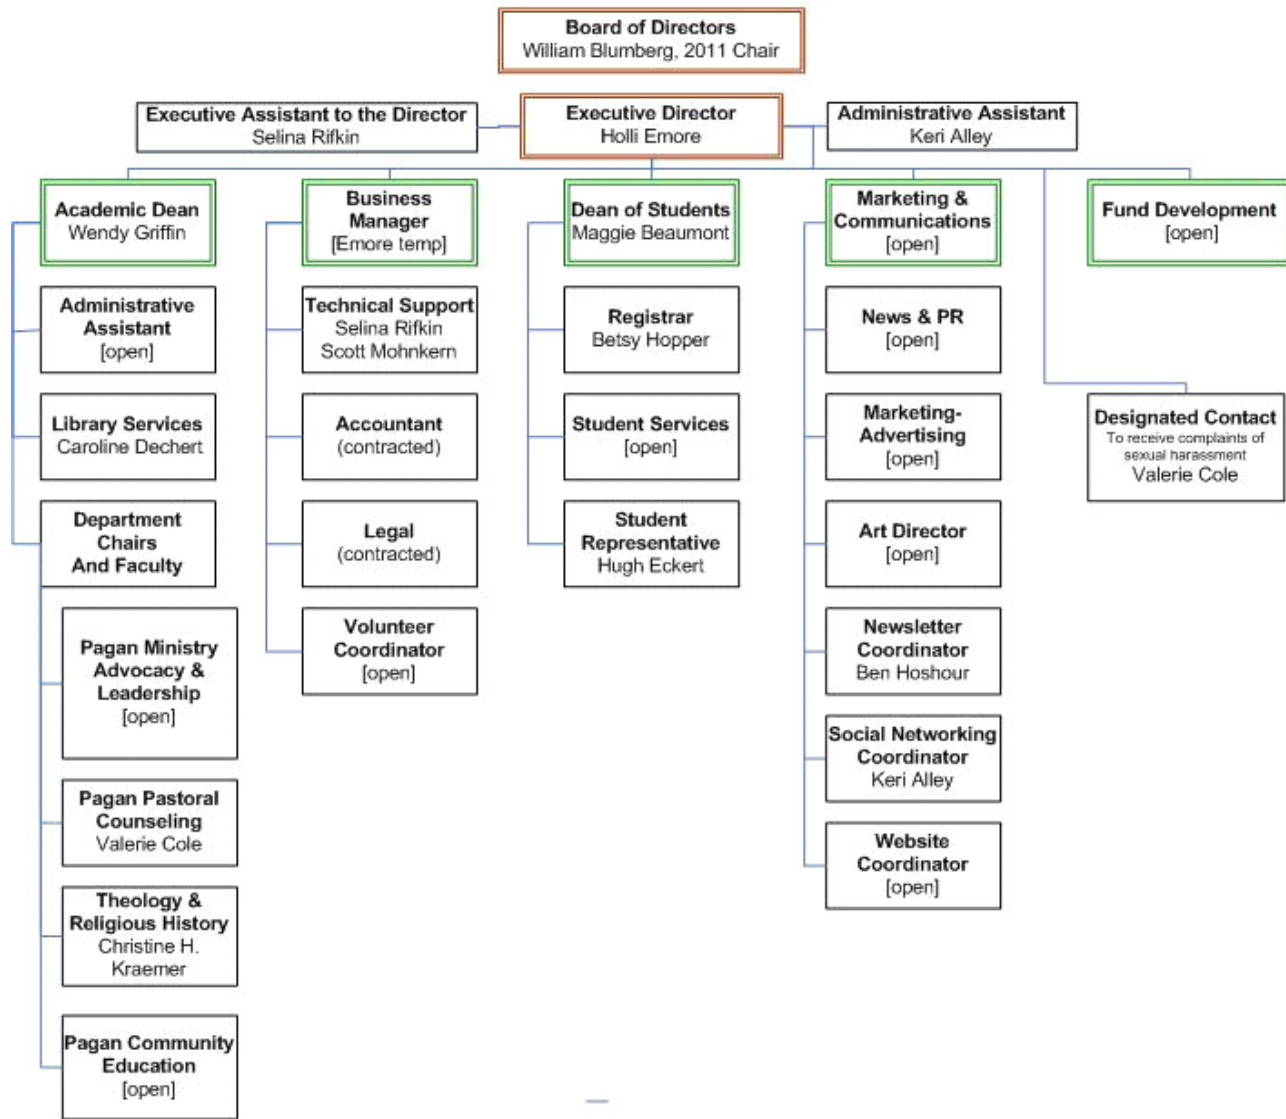 Board of Directors
William Blumberg, 2011 Chair
Executive Assistant to the Director
Selina Rifkin
Executive Director
Holli Emore
Administrative Assistant
Keri Alley
Academic Dean
Wendy Griffin
Business
Manager
[Emore temp]
Dean of Students
Maggie Beaumont
Marketing &
Communications
[open]
Fund Development
[open]
Administrative
Assistant
[open]
Technical Support
Selina Rifkin
Scott Mohnkern
Registrar
Betsy Hopper
News & PR
[open]
Library Services
Caroline Dechert
Accountant
(contracted)
Student Services
[open]
Marketing-
Advertising
[open]
Designated Contact
To receive complaints of
sexual harassment
Valerie Cole
Department
Chairs
And Faculty
Legal
(contracted)
Student
Representative
Hugh Eckert
Art Director
[open]
Pagan Ministry
Advocacy &
Leadership
[open]
Volunteer
Coordinator
[open]
Newsletter
Coordinator
Ben Hoshour
Social Networking
Coordinator
Keri Alley
Pagan Pastoral
Counseling
Valerie Cole
Website
Coordinator
[open]
Theology &
Religious History
Christine H.
Kraemer
Pagan Community
Education
[open]